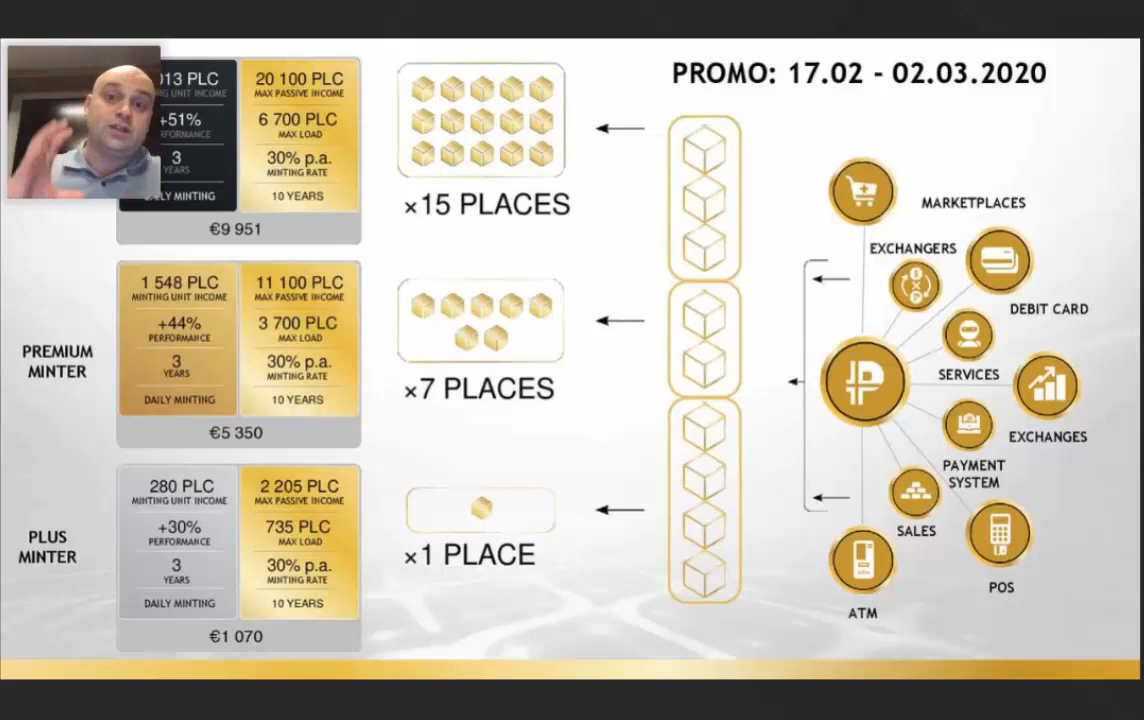 PROMO: 17.02 - 02.03.2020
013 PLC
UNIT INCOME
+51%
3
YEARS
MINTING
20 100 PLC
MAX PASSIVE INCOME
6 700 PLC
MAX LOAD
30% p.a.
MINTING RATE
10 YEARS
€9 951
×15 PLACES
PREMIUM
MINTER
1 548 PLC
MINTING UNIT INCOME
+44%
PERFORMANCE
3
YEARS
DAILY MINTING
11 100 PLC
MAX PASSIVE INCOME
3 700 PLC
MAX LOAD
30% p.a.
MINTING RATE
10 YEARS
€5 350
×7 PLACES
PLUS
MINTER
280 PLC
MINTING UNIT INCOME
+30%
PERFORMANCE
3
YEARS
DAILY MINTING
2 205 PLC
MAX PASSIVE INCOME
735 PLC
MAX LOAD
30% p.a.
MINTING RATE
10 YEARS
€1 070
×1 PLACE
MARKETPLACES
EXCHANGERS
DEBIT CARD
SERVICES
EXCHANGES
PAYMENT
SYSTEM
SALES
POS
ATM